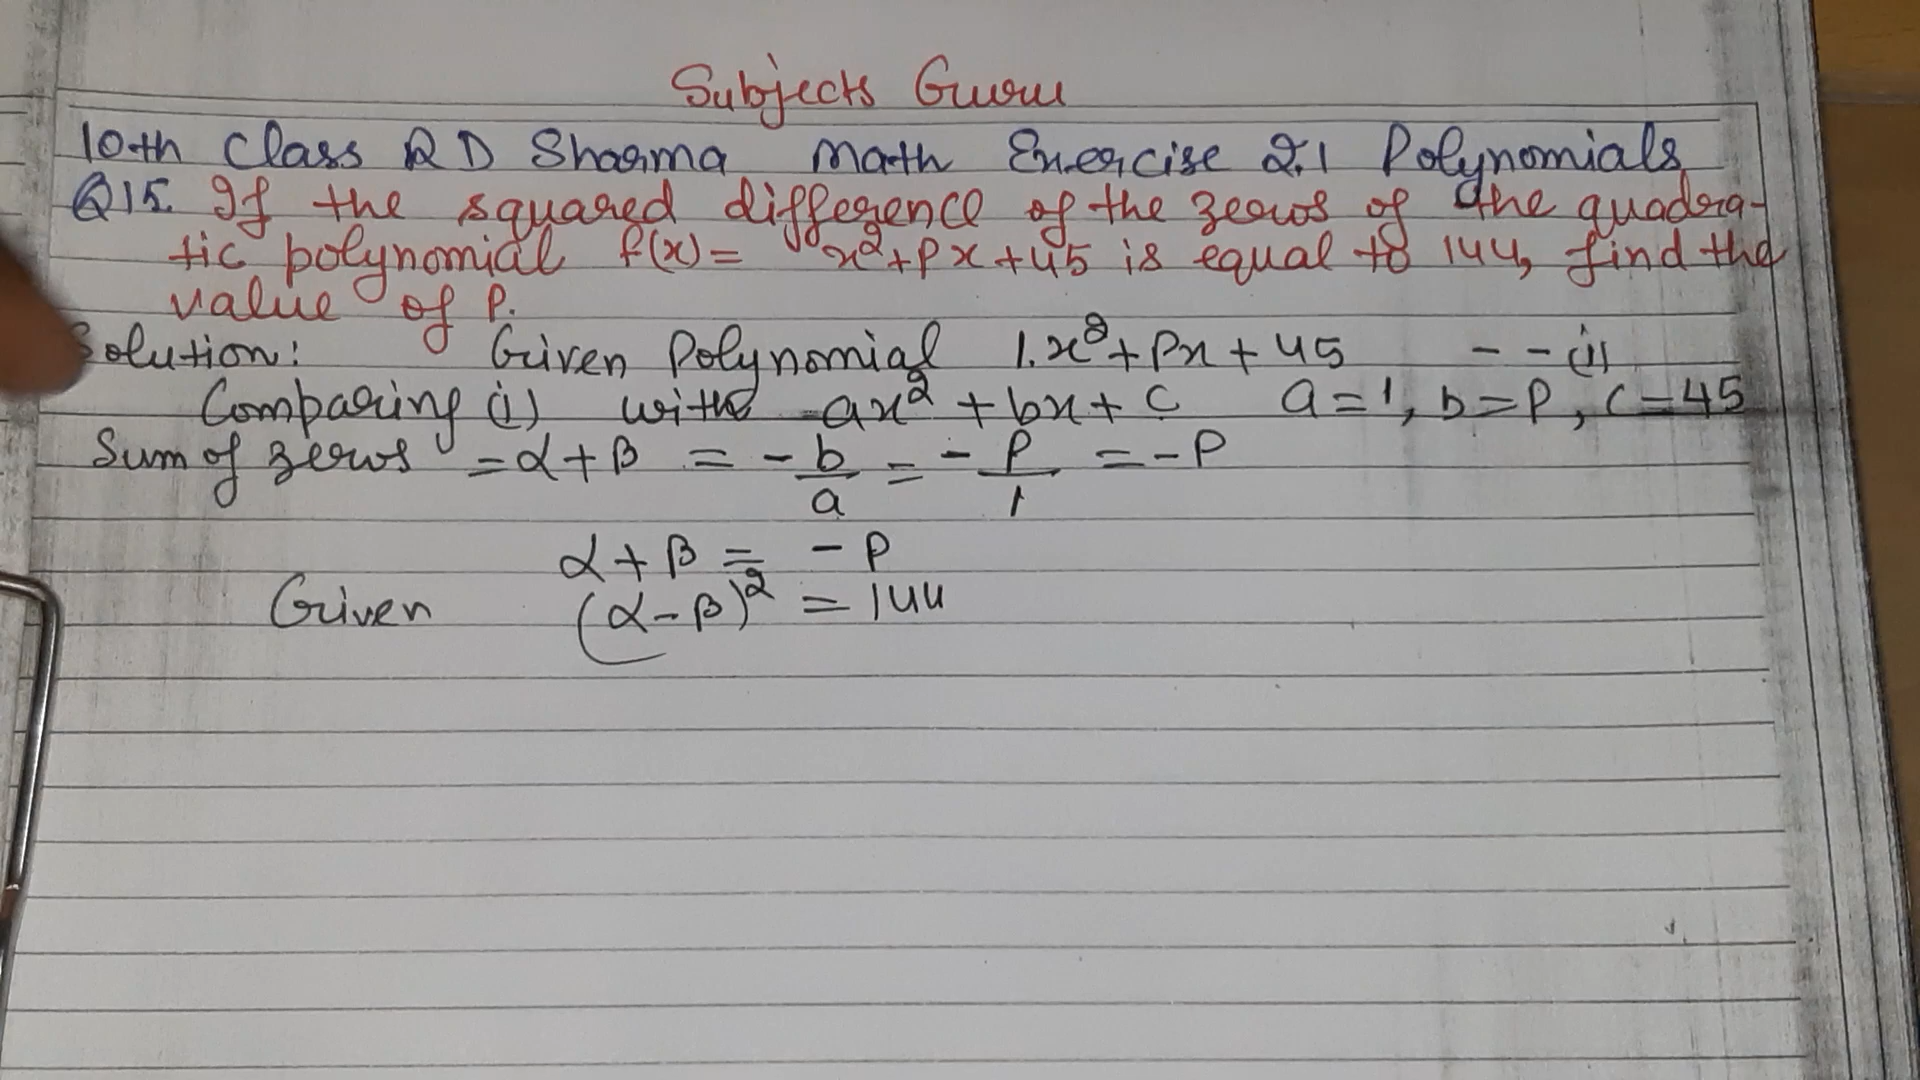 Subjects Guru
10th Class RD Sharma Math Exercise 2.1 Polynomials
Q15. If the squared difference of the zeros of the quadra-
tic polynomial f(x) = x²+px+45 is equal to 144, find the
value of P.
Solution: Given Polynomial 1.x²+Px+45 - - (i)
Comparing (i) with ax²+bx+c a=1, b=P, c=45
Sum of zeros = α+β = -b/a = -P/1 = -P
α+β = -P
Given (α-β)² = 144